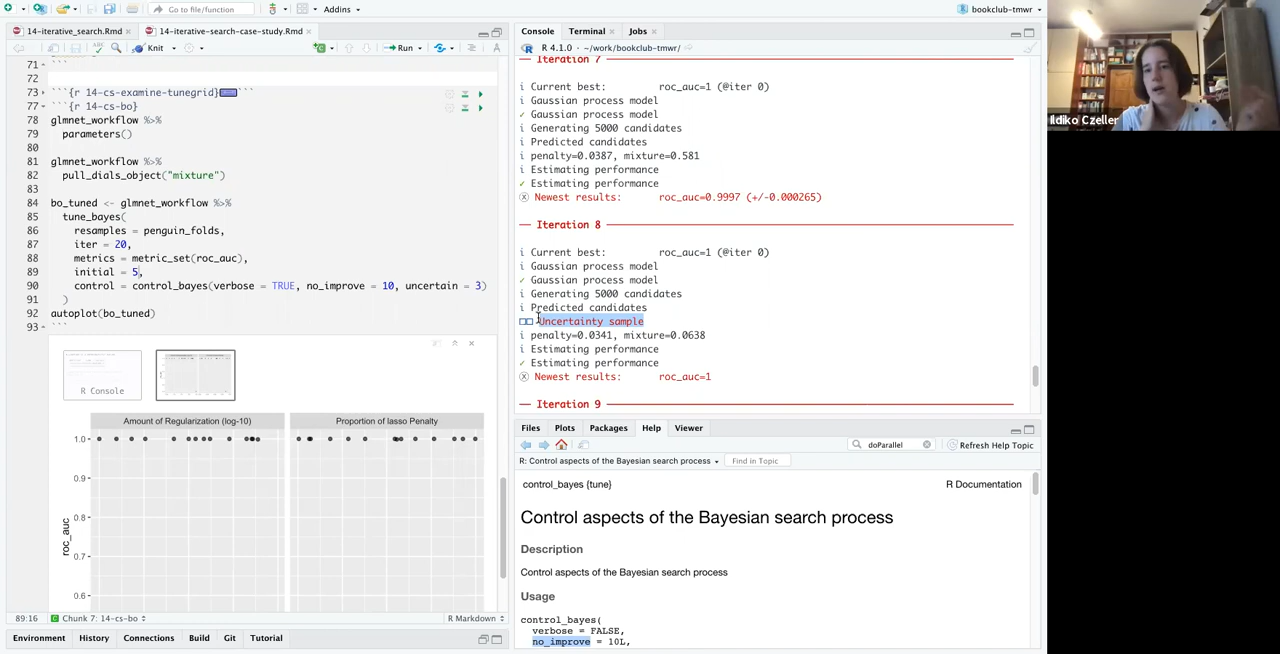 Go to file/function
Addins
bookclub-tmwr
14-iterative_search.Rmd
14-iterative-search-case-study.Rmd
Knit
Run
71 ```
72
73 ```{r 14-cs-examine-tunegrid} ```
77 ```{r 14-cs-bo}
78 glmnet_workflow %>%
79 parameters()
80
81 glmnet_workflow %>%
82 pull_dials_object("mixture")
83
84 bo_tuned <- glmnet_workflow %>%
85 tune_bayes(
86 resamples = penguin_folds,
87 iter = 20,
88 metrics = metric_set(roc_auc),
89 initial = 5,
90 control = control_bayes(verbose = TRUE, no_improve = 10, uncertain = 3)
91 )
92 autoplot(bo_tuned)
93 ```
R Console
Amount of Regularization (log-10)
Proportion of lasso Penalty
1.0
0.9
0.8
0.7
0.6
roc_auc
89:16
Chunk 7: 14-cs-bo
R Markdown
Environment
History
Connections
Build
Git
Tutorial
Console
Terminal
Jobs
R 4.1.0 · ~/work/bookclub-tmwr/
Iteration 7
i Current best: roc_auc=1 (@iter 0)
i Gaussian process model
✓ Gaussian process model
i Generating 5000 candidates
i Predicted candidates
i penalty=0.0387, mixture=0.581
i Estimating performance
✓ Estimating performance
ⓧ Newest results: roc_auc=0.9997 (+/-0.000265)
Iteration 8
i Current best: roc_auc=1 (@iter 0)
i Gaussian process model
✓ Gaussian process model
i Generating 5000 candidates
i Predicted candidates
Uncertainty sample
i penalty=0.0341, mixture=0.0638
i Estimating performance
✓ Estimating performance
ⓧ Newest results: roc_auc=1
Iteration 9
Files
Plots
Packages
Help
Viewer
doParallel
Refresh Help Topic
R: Control aspects of the Bayesian search process
Find in Topic
control_bayes {tune}
R Documentation
Control aspects of the Bayesian search process
Description
Control aspects of the Bayesian search process
Usage
control_bayes(
verbose = FALSE,
no_improve = 10L,
Ildiko Czeller